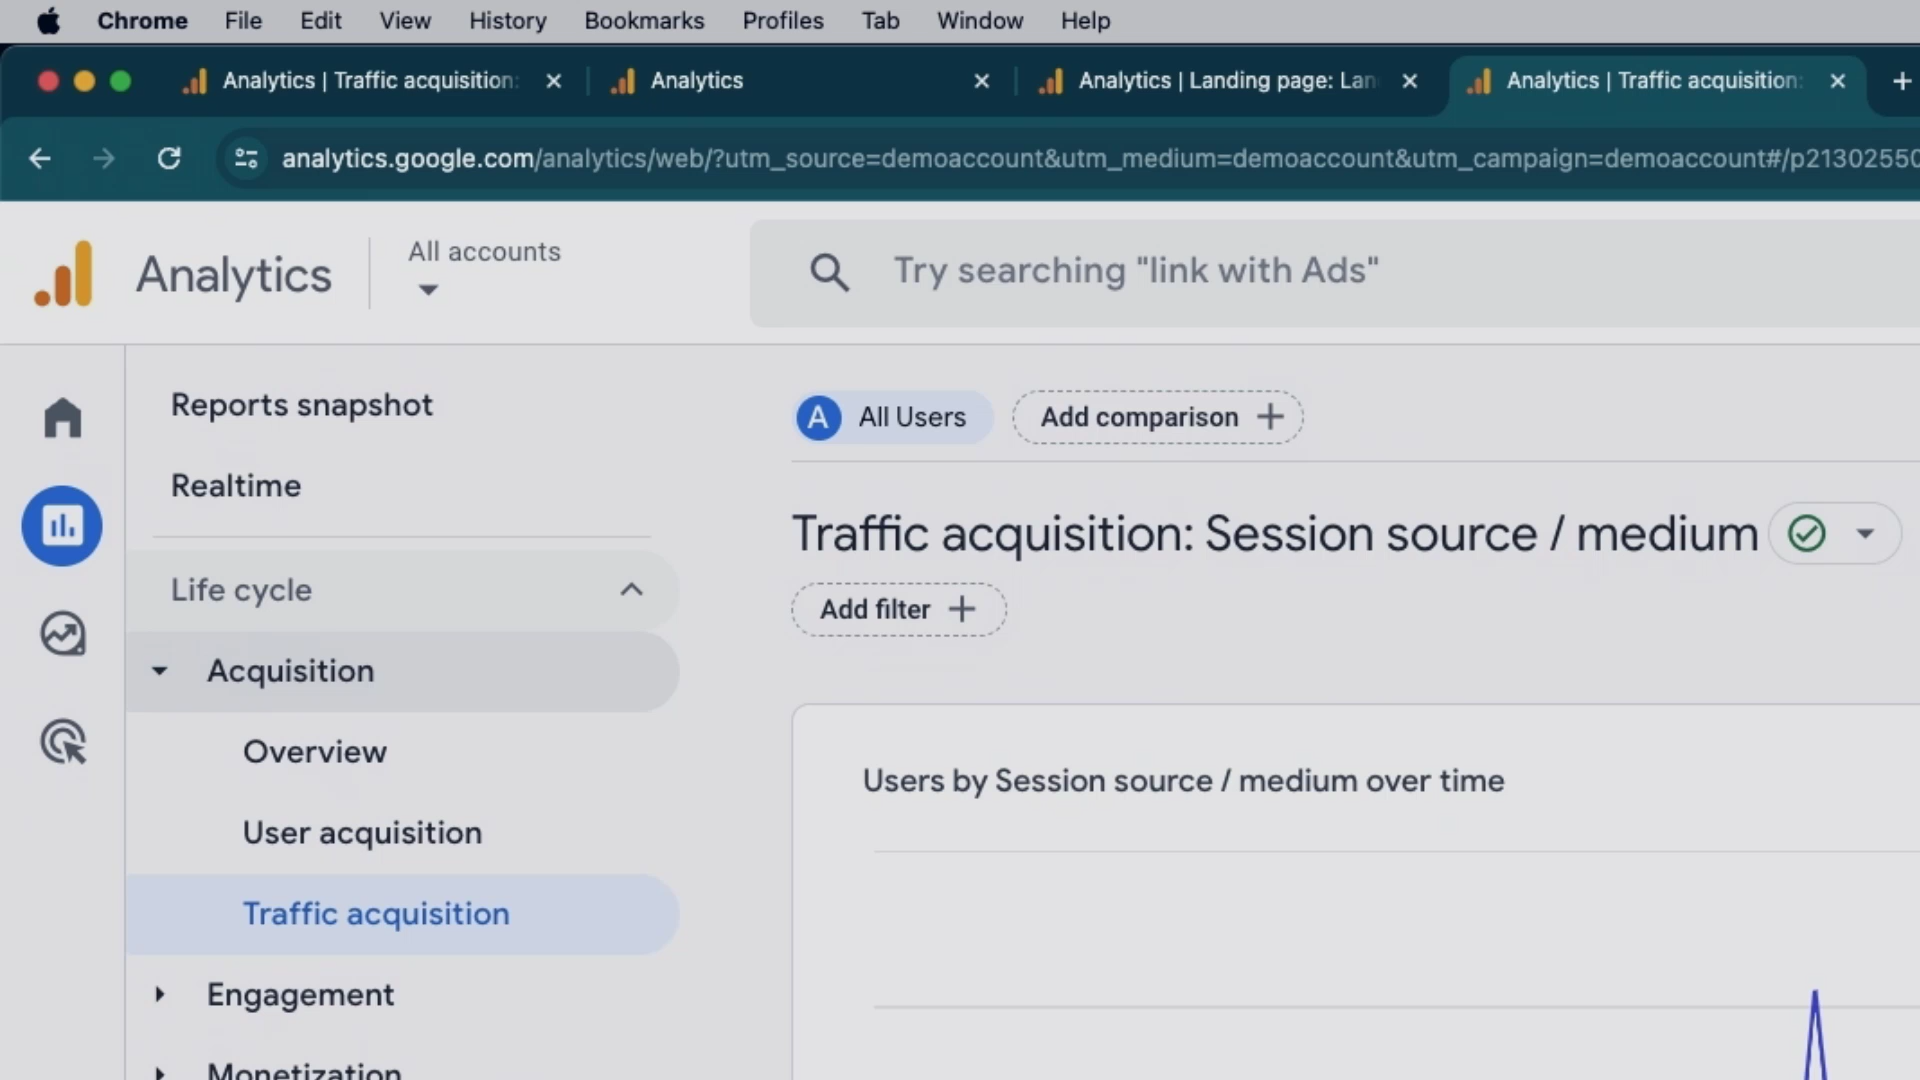 Chrome File Edit View History Bookmarks Profiles Tab Window Help
Analytics | Traffic acquisition: Analytics Analytics | Landing page: Lan Analytics | Traffic acquisition:
analytics.google.com/analytics/web/?utm_source=demoaccount&utm_medium=demoaccount&utm_campaign=demoaccount#/p21302550
Analytics
All accounts
Try searching "link with Ads"
Reports snapshot
Realtime
Life cycle
Acquisition
Overview
User acquisition
Traffic acquisition
Engagement
Monetization
A All Users
Add comparison +
Traffic acquisition: Session source / medium
Add filter +
Users by Session source / medium over time